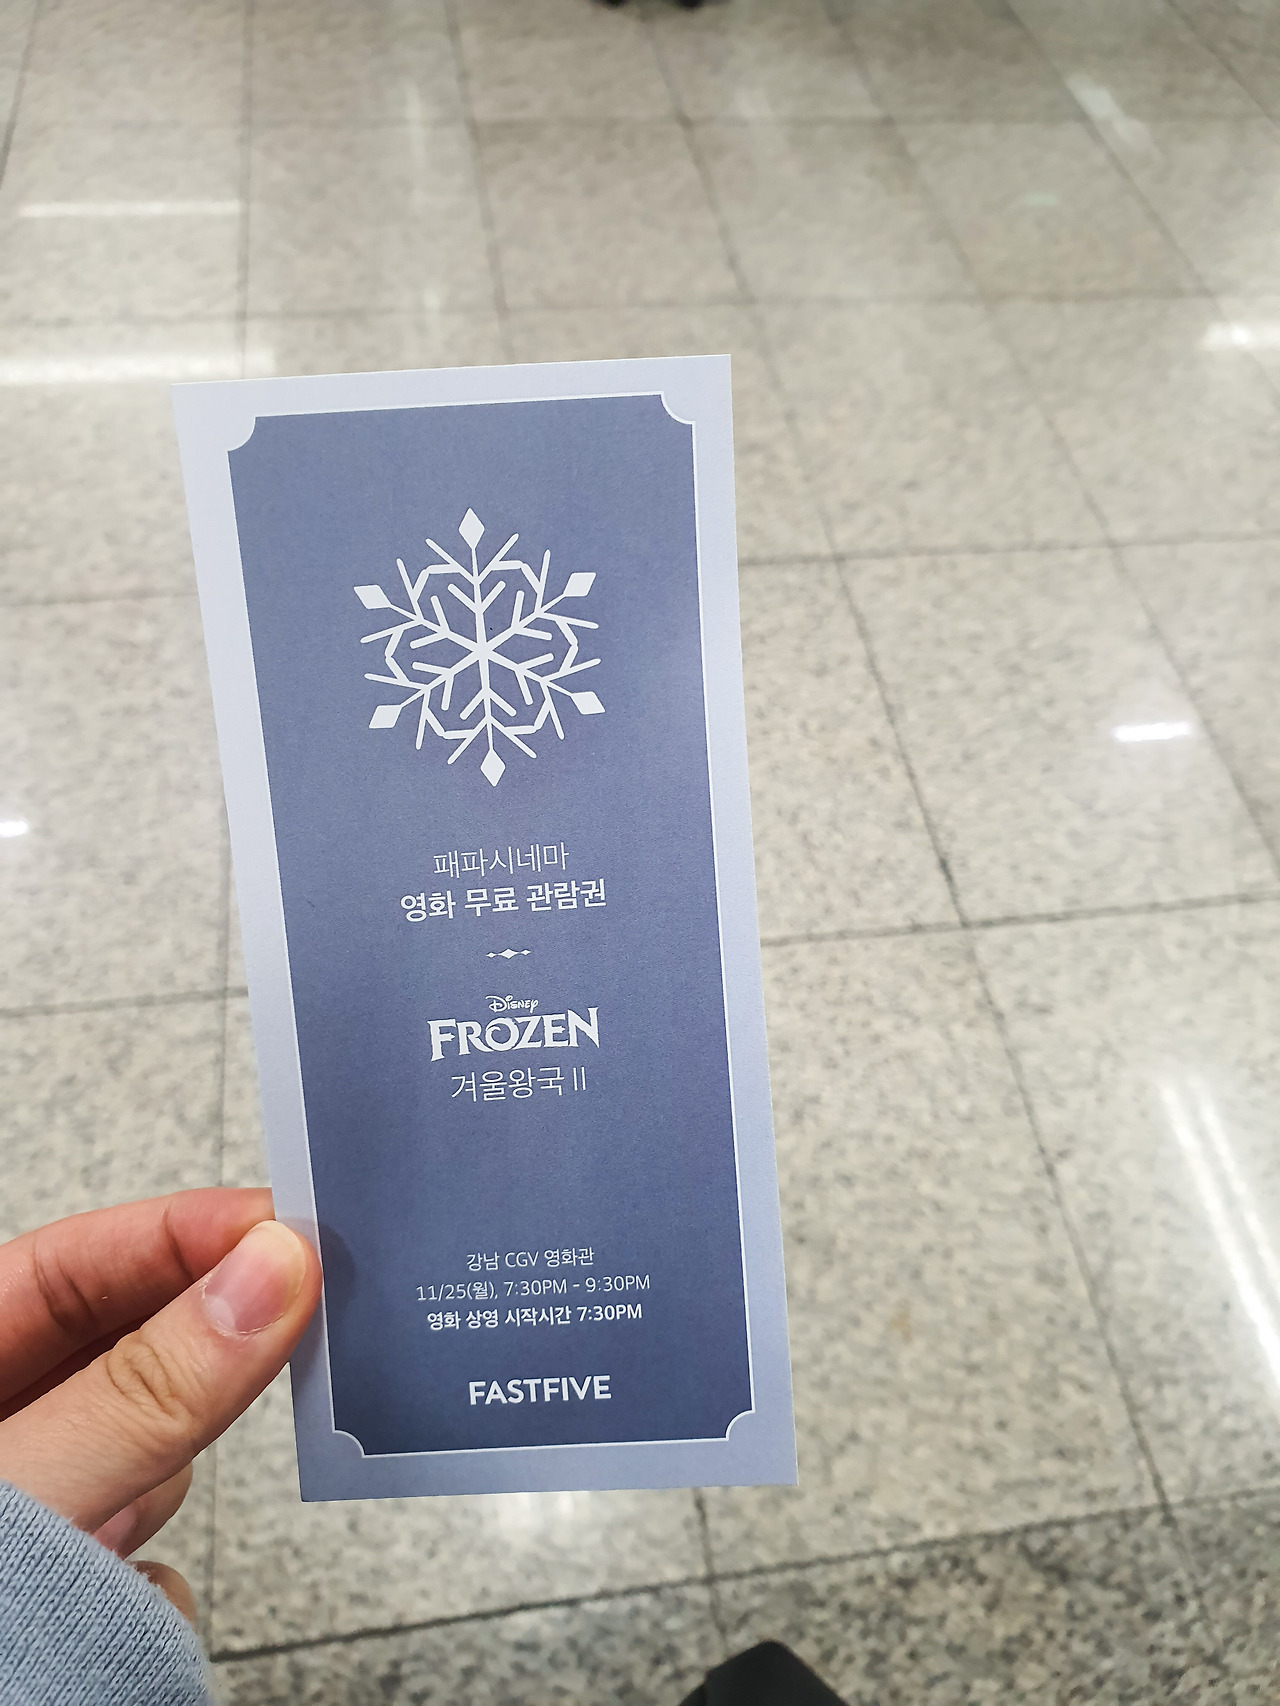 패파시네마
영화 무료 관람권
Disney
FROZEN
겨울왕국 II
강남 CGV 영화관
11/25(월), 7:30PM - 9:30PM
영화 상영 시작시간 7:30PM
FASTFIVE